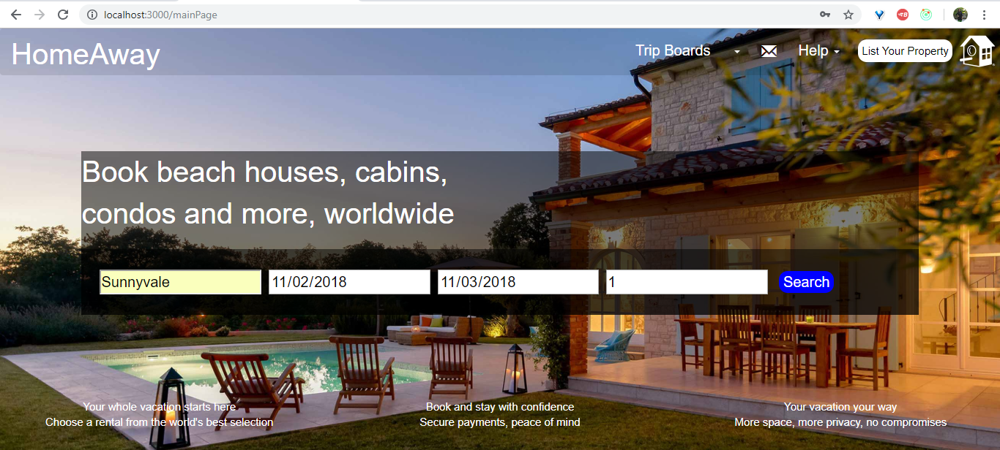 localhost:3000/mainPage
HomeAway
Trip Boards
Help
List Your Property
Book beach houses, cabins,
condos and more, worldwide
Sunnyvale
11/02/2018
11/03/2018
1
Search
Your whole vacation starts here
Choose a rental from the world's best selection
Book and stay with confidence
Secure payments, peace of mind
Your vacation your way
More space, more privacy, no compromises